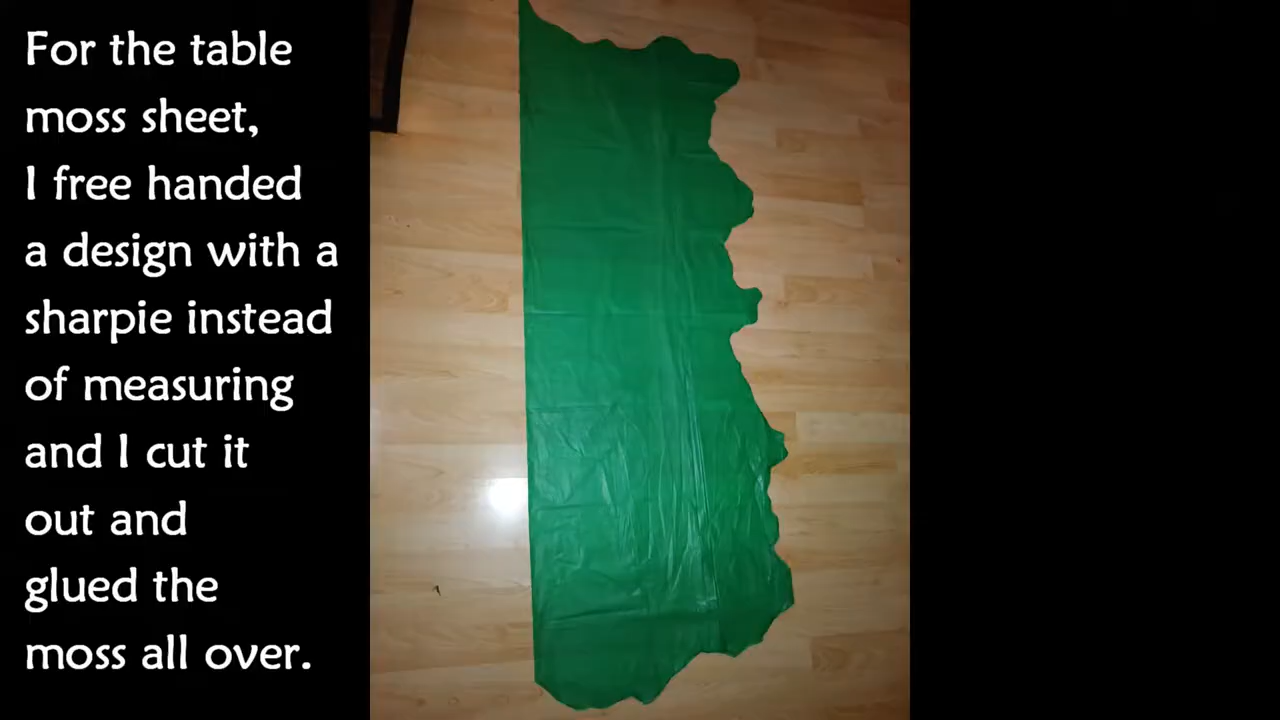 For the table
moss sheet,
I free handed
a design with a
sharpie instead
of measuring
and I cut it
out and
glued the
moss all over.